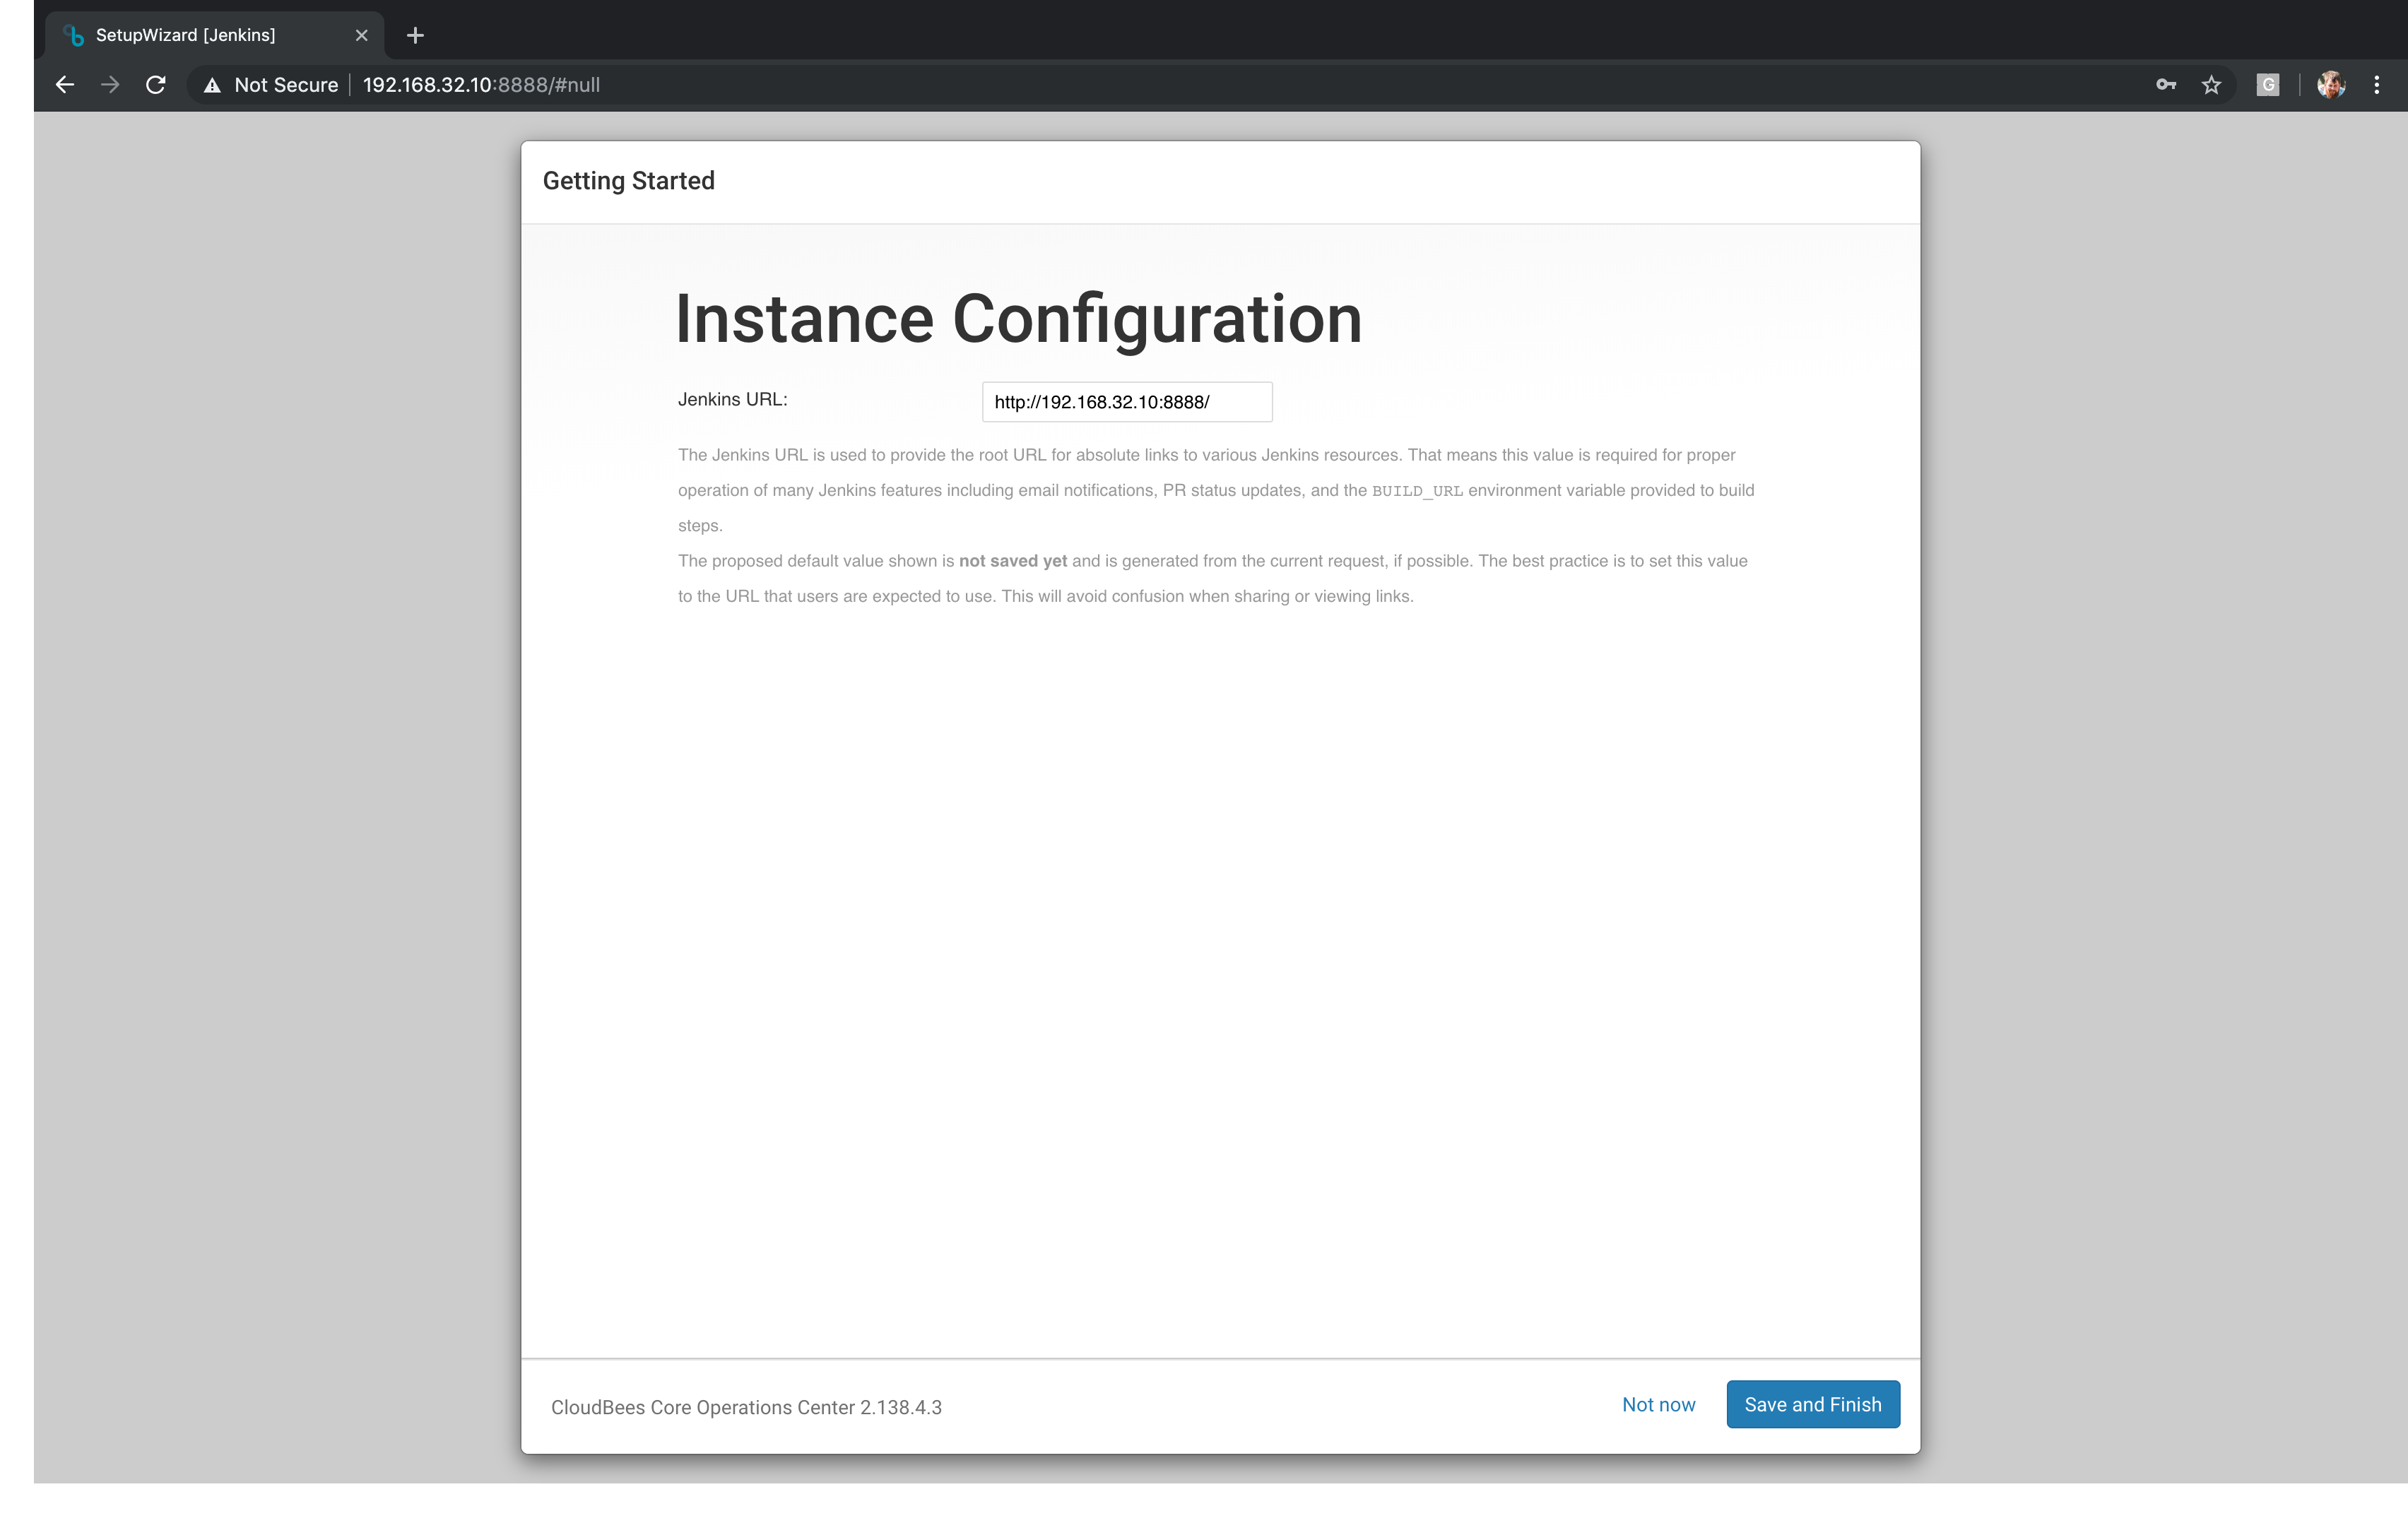 SetupWizard [Jenkins]
Not Secure 192.168.32.10:8888/#null
G
Getting Started
Instance Configuration
Jenkins URL: http://192.168.32.10:8888/
The Jenkins URL is used to provide the root URL for absolute links to various Jenkins resources. That means this value is required for proper
operation of many Jenkins features including email notifications, PR status updates, and the BUILD_URL environment variable provided to build
steps.
The proposed default value shown is not saved yet and is generated from the current request, if possible. The best practice is to set this value
to the URL that users are expected to use. This will avoid confusion when sharing or viewing links.
CloudBees Core Operations Center 2.138.4.3 Not now Save and Finish